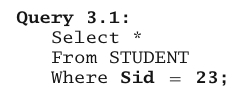 Query 3.1:
Select *
From STUDENT
Where Sid = 23;